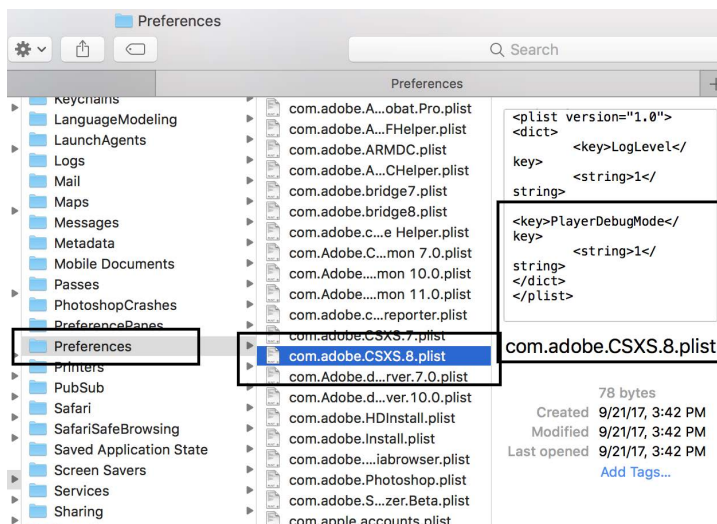 Preferences
Search
Preferences
+
Keychains
LanguageModeling
LaunchAgents
Logs
Mail
Maps
Messages
Metadata
Mobile Documents
Passes
PhotoshopCrashes
PreferencePanes
Preferences
Printers
PubSub
Safari
SafariSafeBrowsing
Saved Application State
Screen Savers
Services
Sharing
com.adobe.A...obat.Pro.plist
com.adobe.A...FHelper.plist
com.adobe.ARMDC.plist
com.adobe.A...CHelper.plist
com.adobe.bridge7.plist
com.adobe.bridge8.plist
com.adobe.c...e Helper.plist
com.Adobe.C...mon 7.0.plist
com.Adobe....mon 10.0.plist
com.Adobe....mon 11.0.plist
com.adobe.c...reporter.plist
com.adobe.CSXS.7.plist
com.adobe.CSXS.8.plist
com.Adobe.d...rver.7.0.plist
com.Adobe.d...ver.10.0.plist
com.adobe.HDInstall.plist
com.adobe.Install.plist
com.adobe....iabrowser.plist
com.adobe.Photoshop.plist
com.adobe.S...zer.Beta.plist
com.apple.accounts.plist
<plist version="1.0">
<dict>
<key>LogLevel</
key>
<string>1</
string>
<key>PlayerDebugMode</
key>
<string>1</
string>
</dict>
</plist>
com.adobe.CSXS.8.plist
78 bytes
Created 9/21/17, 3:42 PM
Modified 9/21/17, 3:42 PM
Last opened 9/21/17, 3:42 PM
Add Tags...